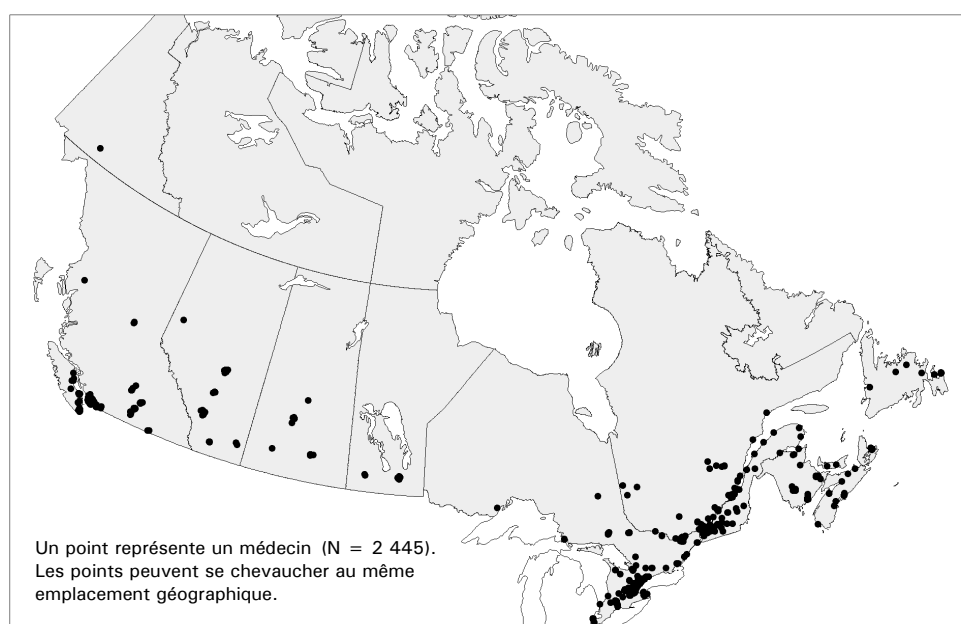 Un point représente un médecin (N = 2 445).
Les points peuvent se chevaucher au même
emplacement géographique.